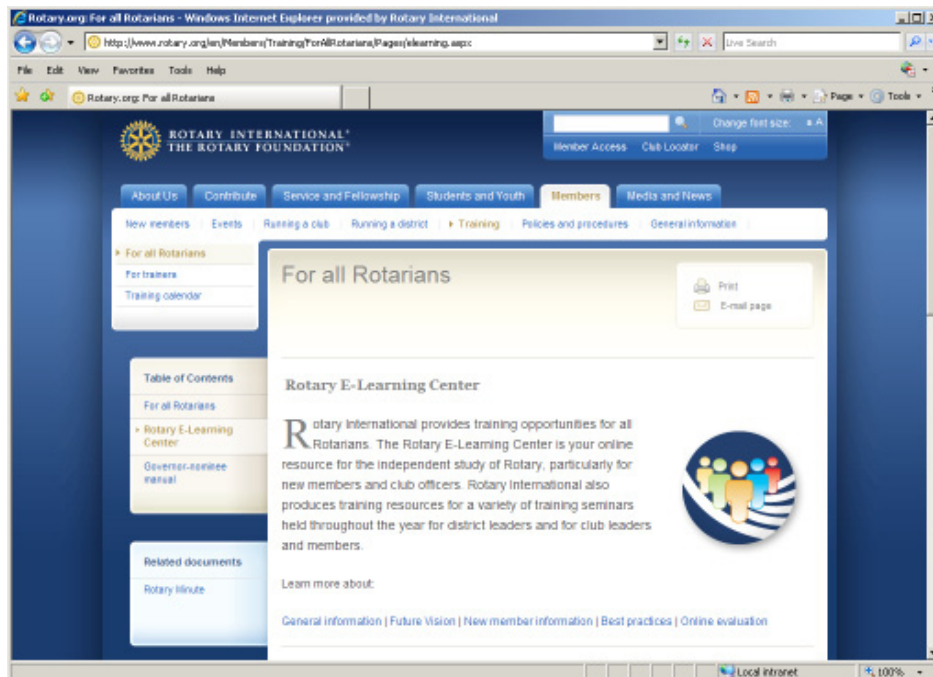 Rotary.org: For all Rotarians - Windows Internet Explorer provided by Rotary International
http://www.rotary.org/en/Members/Training/ForAllRotarians/Pages/elearning.aspx
Live Search
File Edit View Favorites Tools Help
Rotary.org: For all Rotarians
Page Tools
ROTARY INTERNATIONAL®
THE ROTARY FOUNDATION®
Change font size: a A
Member Access Club Locator Shop
About Us Contribute Service and Fellowship Students and Youth Members Media and News
New members Events Running a club Running a district Training Policies and procedures General information
For all Rotarians
For trainers
Training calendar
For all Rotarians
Print
E-mail page
Table of Contents
For all Rotarians
Rotary E-Learning
Center
Governor-nominee
manual
Related documents
Rotary Minute
Rotary E-Learning Center
Rotary International provides training opportunities for all
Rotarians. The Rotary E-Learning Center is your online
resource for the independent study of Rotary, particularly for
new members and club officers. Rotary International also
produces training resources for a variety of training seminars
held throughout the year for district leaders and for club leaders
and members.
Learn more about:
General information | Future Vision | New member information | Best practices | Online evaluation
Local intranet
100%